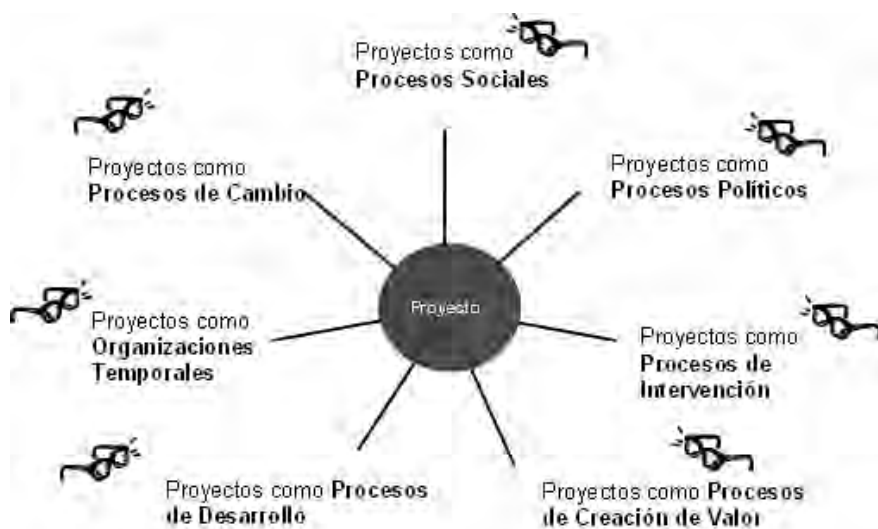 Proyectos como
Procesos Sociales
Proyectos como
Procesos de Cambio
Proyectos como
Procesos Políticos
Proyecto
Proyectos como
Organizaciones
Temporales
Proyectos como
Procesos de
Intervención
Proyectos como Procesos
de Desarrollo
Proyectos como Procesos
de Creación de Valor